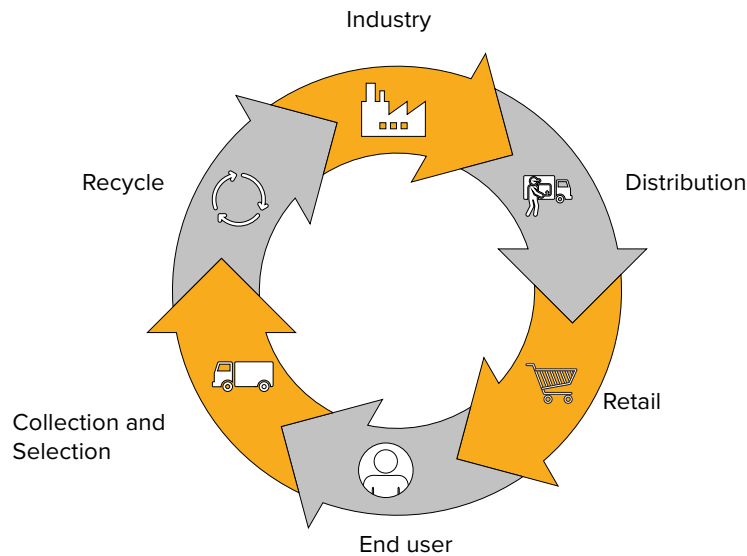 Industry
Distribution
Retail
End user
Collection and
Selection
Recycle